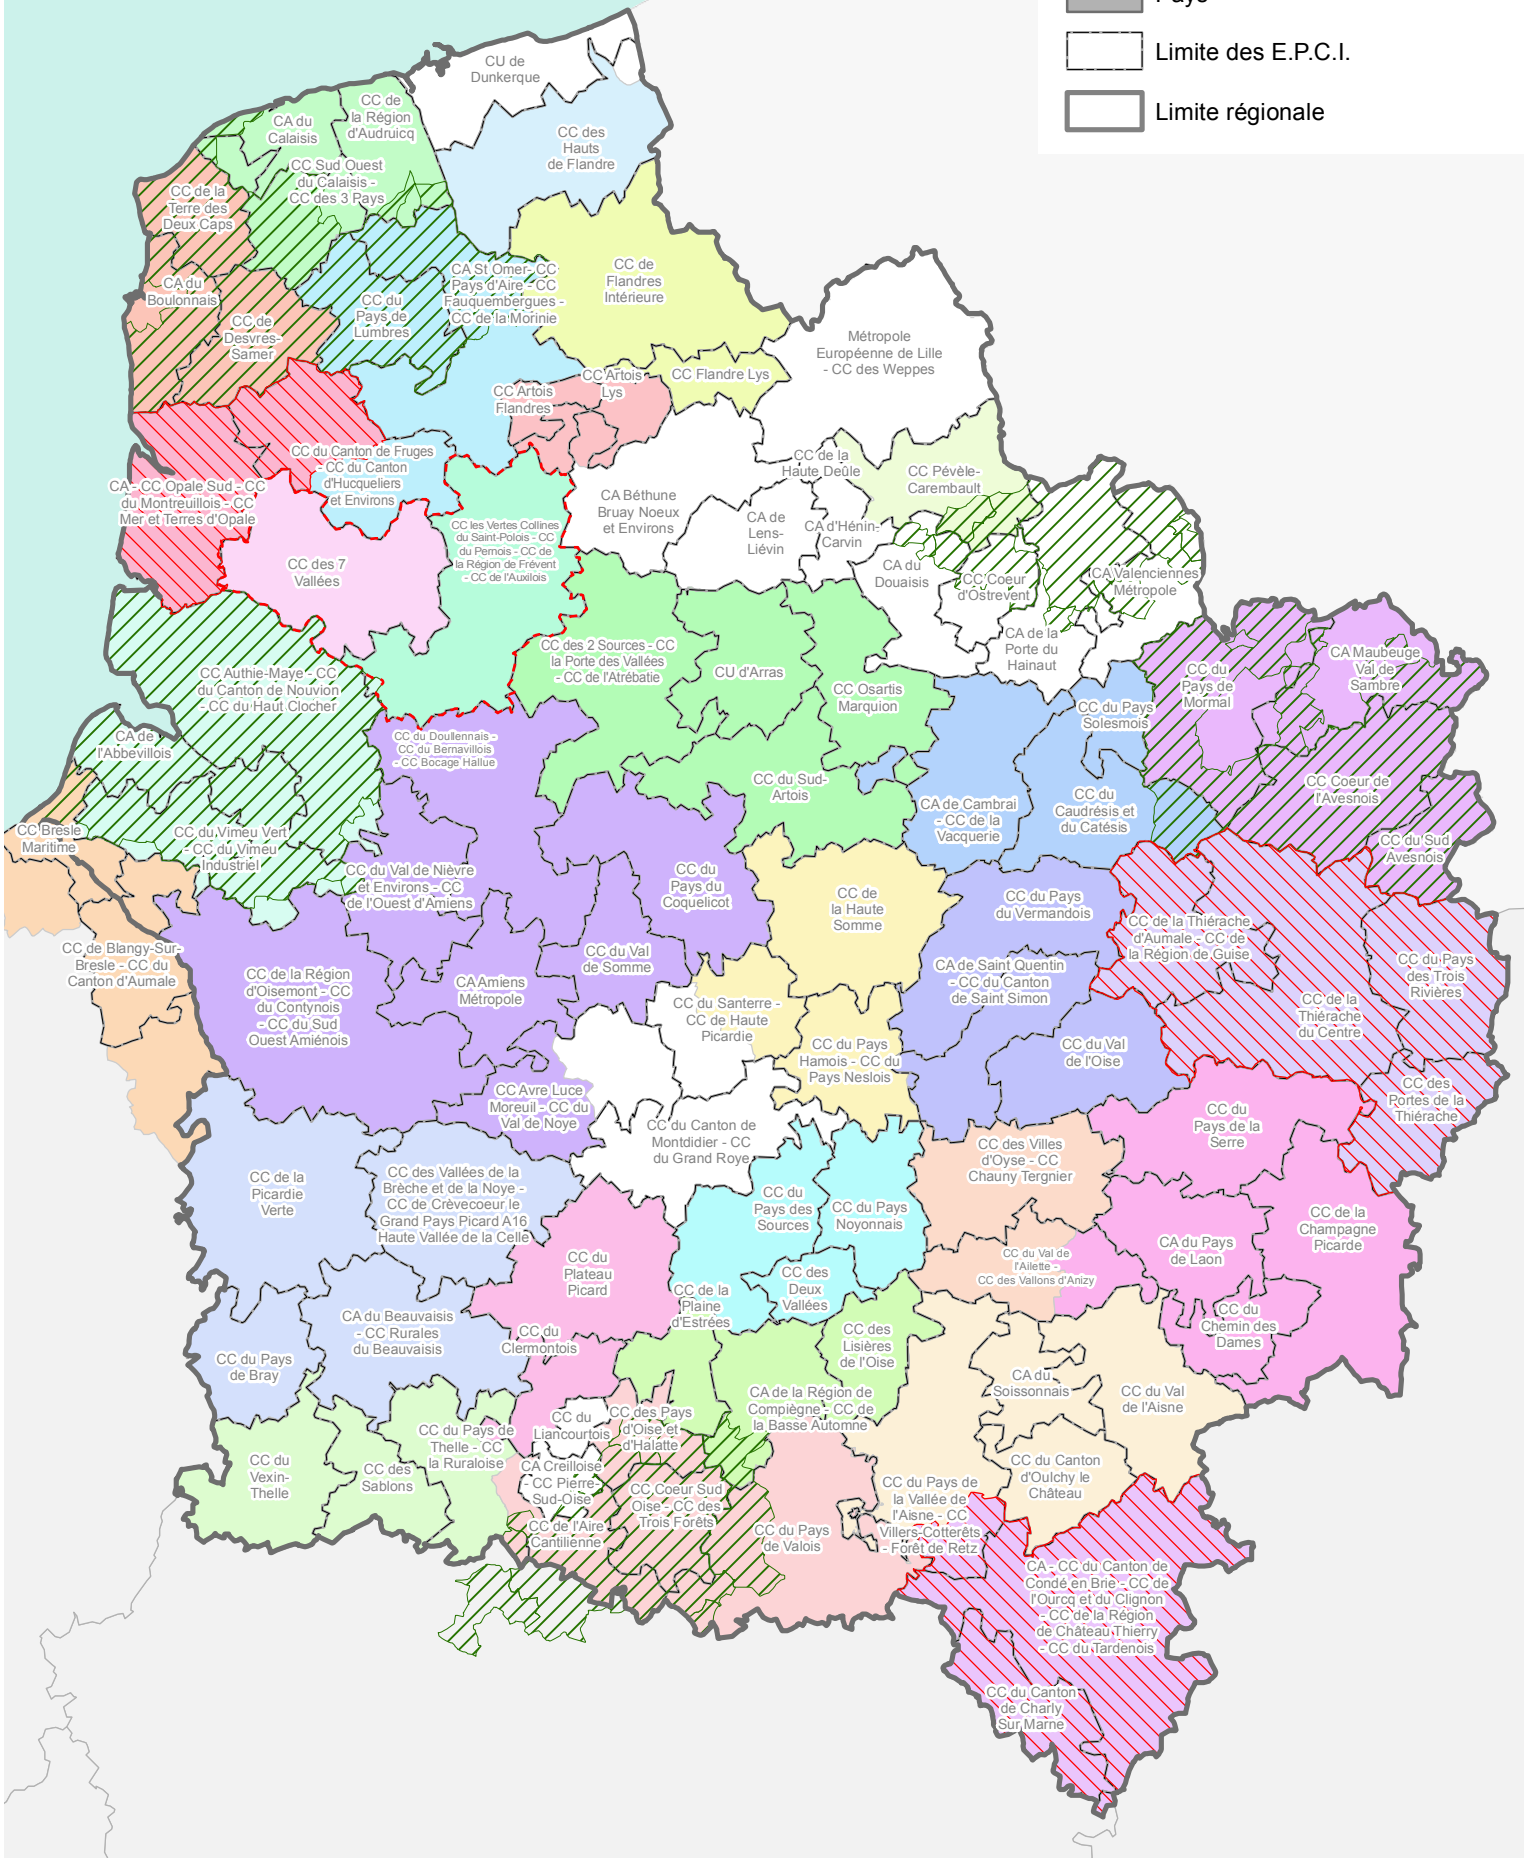 Pays
Limite des E.P.C.I.
Limite régionale
CU de
Dunkerque
CC de
la Région
d'Audruicq
CA du
Calaisis
CC des
Hauts
de Flandre
CC Sud Ouest
du Calaisis -
CC des 3 Pays
CC de la
Terre des
Deux Caps
CA du
Boulonnais
CC de
Desvres-
Samer
CC du
Pays de
Lumbres
CA St Omer- CC
Pays d'Aire - CC
Fauquembergues -
CC de la Morinie
CC de
Flandres
Intérieure
Métropole
Européenne de Lille
- CC des Weppes
CC Flandre Lys
CC Artois
Lys
CC Artois
Flandres
CC du Canton de Fruges
- CC du Canton
d'Hucqueliers
et Environs
CA - CC Opale Sud - CC
du Montreuillois - CC
Mer et Terres d'Opale
CC des 7
Vallées
CC les Vertes Collines
du Saint-Polois - CC
du Pernois - CC de
la Région de Frévent
- CC de l'Auxilois
CA Béthune
Bruay Noeux
et Environs
CC de la
Haute Deûle
CC Pévèle-
Carembault
CA de
Lens-
Liévin
CA d'Hénin-
Carvin
CA du
Douaisis
CC Coeur
d'Ostrevent
CA Valenciennes
Métropole
CA de la
Porte du
Hainaut
CC des 2 Sources - CC
la Porte des Vallées
- CC de l'Atrébatie
CU d'Arras
CC Osartis
Marquion
CC du
Pays de
Mormal
CA Maubeuge
Val de
Sambre
CC Authie-Maye - CC
du Canton de Nouvion
- CC du Haut Clocher
CC du Pays
Solesmois
CA de
l'Abbevillois
CC du Doullennais -
CC du Bernavillois
- CC Bocage Hallue
CC du Sud-
Artois
CA de Cambrai
- CC de la
Vacquerie
CC du
Caudrésis et
du Catésis
CC Coeur de
l'Avesnois
CC du Sud
Avesnois
CC Bresle
Maritime
CC du Vimeu Vert
- CC du Vimeu
Industriel
CC du Val de Nièvre
et Environs - CC
de l'Ouest d'Amiens
CC du
Pays du
Coquelicot
CC de
la Haute
Somme
CC du Pays
du Vermandois
CC de la Thiérache
d'Aumale - CC de
la Région de Guise
CC de Blangy-Sur-
Bresle - CC du
Canton d'Aumale
CC de la Région
d'Oisemont - CC
du Contynois
- CC du Sud
Ouest Amiénois
CA Amiens
Métropole
CC du Val
de Somme
CA de Saint Quentin
- CC du Canton
de Saint Simon
CC du Pays
des Trois
Rivières
CC de la
Thiérache
du Centre
CC du Santerre -
CC de Haute
Picardie
CC du Pays
Hamois - CC du
Pays Neslois
CC du Val
de l'Oise
CC des
Portes de la
Thiérache
CC Avre Luce
Moreuil - CC du
Val de Noye
CC du Canton de
Montdidier - CC
du Grand Roye
CC du
Pays de la
Serre
CC des Villes
d'Oyse - CC
Chauny Tergnier
CC de la
Picardie
Verte
CC des Vallées de la
Brèche et de la Noye -
CC de Crèvecoeur le
Grand Pays Picard A16
Haute Vallée de la Celle
CC du
Pays des
Sources
CC du Pays
Noyonnais
CC de la
Champagne
Picarde
CA du Pays
de Laon
CC du
Plateau
Picard
CC du Val de
l'Ailette -
CC des Vallons d'Anizy
CC de la
Plaine
d'Estrées
CC des
Deux
Vallées
CC du
Chemin des
Dames
CA du Beauvaisis
- CC Rurales
du Beauvaisis
CC du
Clermontois
CC des
Lisières
de l'Oise
CC du Pays
de Bray
CA du
Soissonnais
CC du Val
de l'Aisne
CA de la Région de
Compiègne - CC de
la Basse Automne
CC du
Liancourtois
CC des Pays
d'Oise et
d'Halatte
CC du Pays de
Thelle - CC
la Ruraloise
CC du
Vexin-
Thelle
CC des
Sablons
CA Creilloise
- CC Pierre-
Sud-Oise
CC Coeur Sud
Oise - CC des
Trois Forêts
CC du Canton
d'Oulchy le
Château
CC du Pays de
la Vallée de
l'Aisne - CC
Villers-Cotterêts
- Forêt de Retz
CC de l'Aire
Cantilienne
CC du Pays
de Valois
CA - CC du Canton de
Condé en Brie - CC de
l'Ourcq et du Clignon
- CC de la Région
de Château Thierry
- CC du Tardenois
CC du Canton
de Charly
Sur Marne